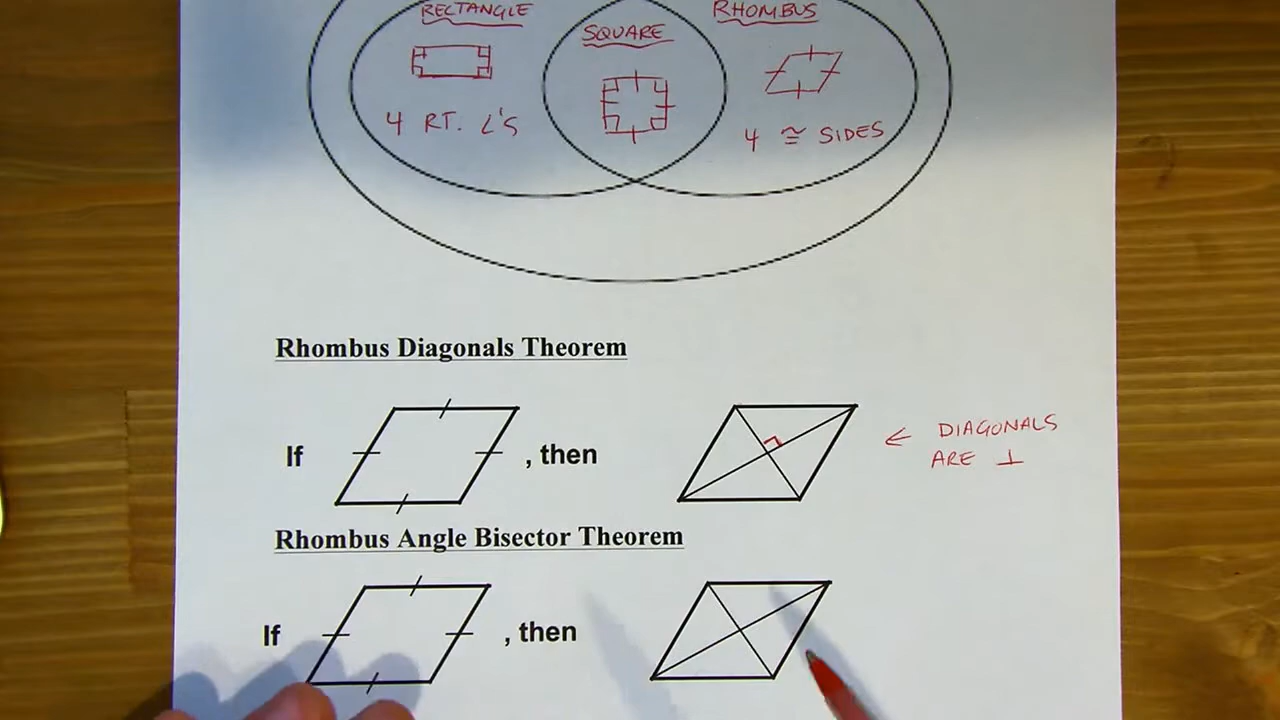 RECTANGLE
SQUARE
RHOMBUS
4 RT. ∠'S
4 ≅ SIDES
Rhombus Diagonals Theorem
If , then
← DIAGONALS
ARE ⊥
Rhombus Angle Bisector Theorem
If , then